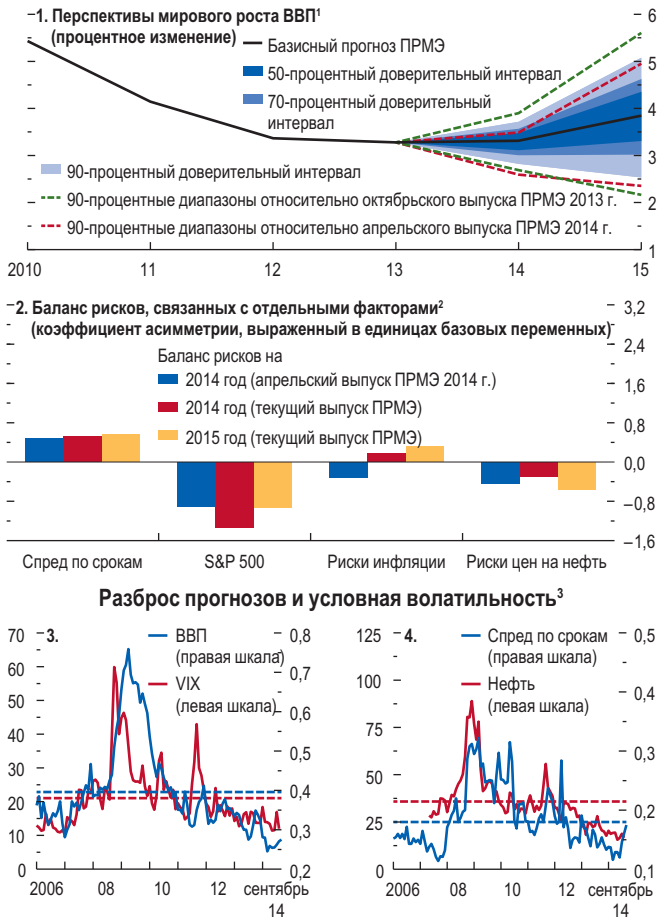 1. Перспективы мирового роста ВВП¹
(процентное изменение)
Базисный прогноз ПРМЭ
50-процентный доверительный интервал
70-процентный доверительный
интервал
90-процентный доверительный интервал
90-процентные диапазоны относительно октябрьского выпуска ПРМЭ 2013 г.
90-процентные диапазоны относительно апрельского выпуска ПРМЭ 2014 г.
6
5
4
3
2
1
2010 11 12 13 14 15
2. Баланс рисков, связанных с отдельными факторами²
(коэффициент асимметрии, выраженный в единицах базовых переменных)
Баланс рисков на
2014 год (апрельский выпуск ПРМЭ 2014 г.)
2014 год (текущий выпуск ПРМЭ)
2015 год (текущий выпуск ПРМЭ)
3,2
2,4
1,6
0,8
0,0
–0,8
–1,6
Спред по срокам S&P 500 Риски инфляции Риски цен на нефть
Разброс прогнозов и условная волатильность³
3.
ВВП
(правая шкала)
VIX
(левая шкала)
70
60
50
40
30
20
10
0
0,8
0,7
0,6
0,5
0,4
0,3
0,2
2006 08 10 12 сентябрь
14
4.
Спред по срокам
(правая шкала)
Нефть
(левая шкала)
125
100
75
50
25
0
0,5
0,4
0,3
0,2
0,1
2006 08 10 12 сентябрь
14